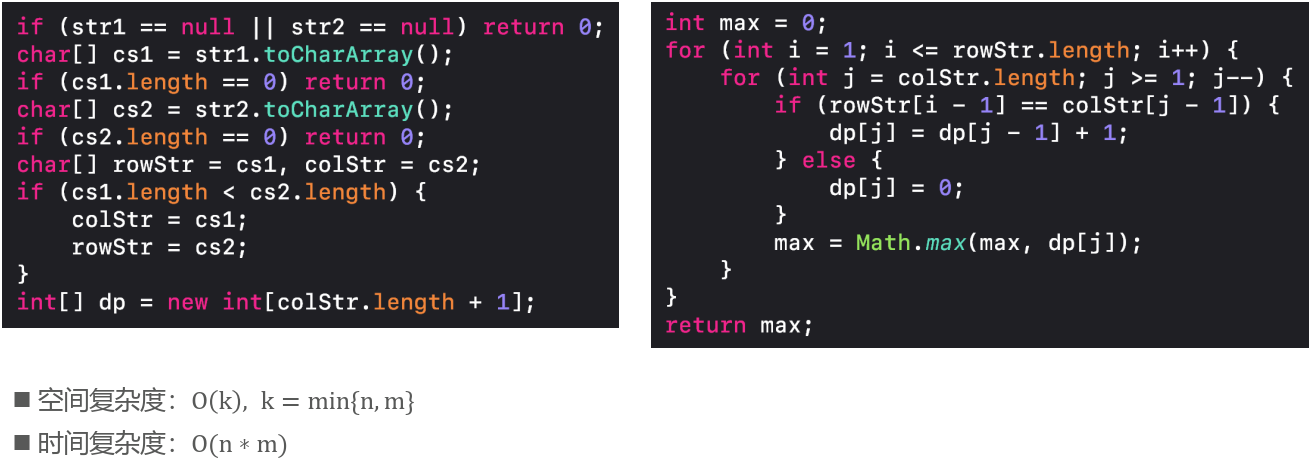 if (str1 == null || str2 == null) return 0;
char[] cs1 = str1.toCharArray();
if (cs1.length == 0) return 0;
char[] cs2 = str2.toCharArray();
if (cs2.length == 0) return 0;
char[] rowStr = cs1, colStr = cs2;
if (cs1.length < cs2.length) {
    colStr = cs1;
    rowStr = cs2;
}
int[] dp = new int[colStr.length + 1];
int max = 0;
for (int i = 1; i <= rowStr.length; i++) {
    for (int j = colStr.length; j >= 1; j--) {
        if (rowStr[i - 1] == colStr[j - 1]) {
            dp[j] = dp[j - 1] + 1;
        } else {
            dp[j] = 0;
        }
        max = Math.max(max, dp[j]);
    }
}
return max;
■ 空间复杂度：O(k), k = min{n, m}
■ 时间复杂度：O(n ∗ m)